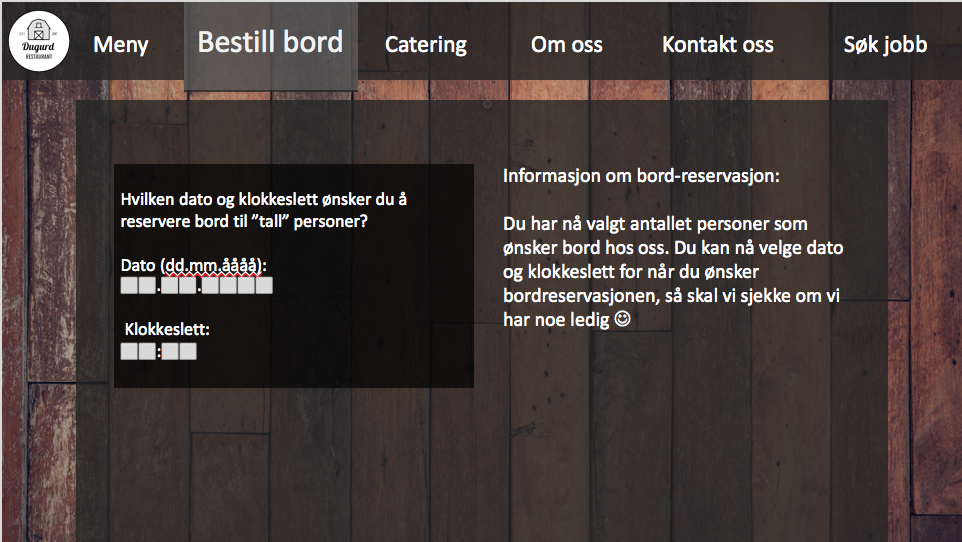 Dugurd
RESTAURANT
Meny
Bestill bord
Catering
Om oss
Kontakt oss
Søk jobb
Hvilken dato og klokkeslett ønsker du å
reservere bord til ”tall” personer?
Dato (dd.mm.åååå):
Klokkeslett:
Informasjon om bord-reservasjon:
Du har nå valgt antallet personer som
ønsker bord hos oss. Du kan nå velge dato
og klokkeslett for når du ønsker
bordreservasjonen, så skal vi sjekke om vi
har noe ledig ☺